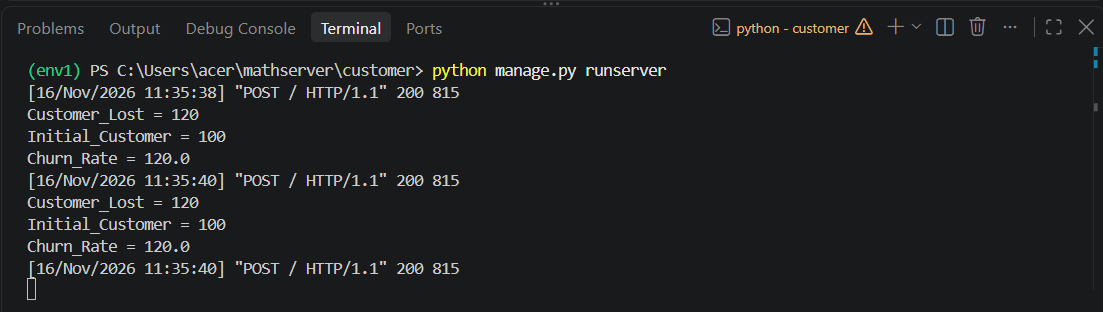 Problems Output Debug Console Terminal Ports python - customer
(env1) PS C:\Users\acer\mathserver\customer> python manage.py runserver
[16/Nov/2026 11:35:38] "POST / HTTP/1.1" 200 815
Customer_Lost = 120
Initial_Customer = 100
Churn_Rate = 120.0
[16/Nov/2026 11:35:40] "POST / HTTP/1.1" 200 815
Customer_Lost = 120
Initial_Customer = 100
Churn_Rate = 120.0
[16/Nov/2026 11:35:40] "POST / HTTP/1.1" 200 815